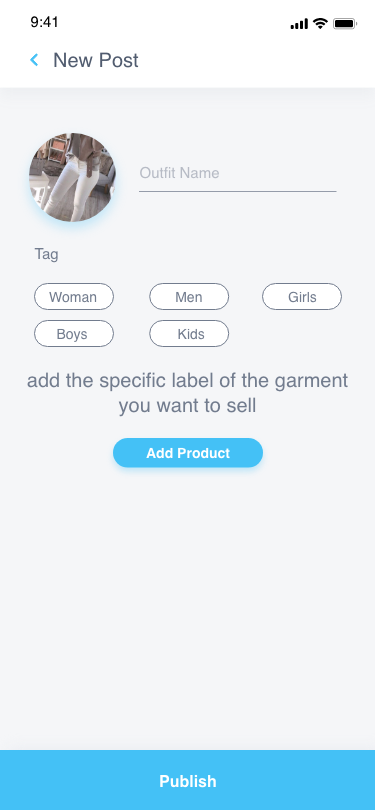 9:41
New Post
Outfit Name
Tag
Woman
Men
Girls
Boys
Kids
add the specific label of the garment
you want to sell
Add Product
Publish